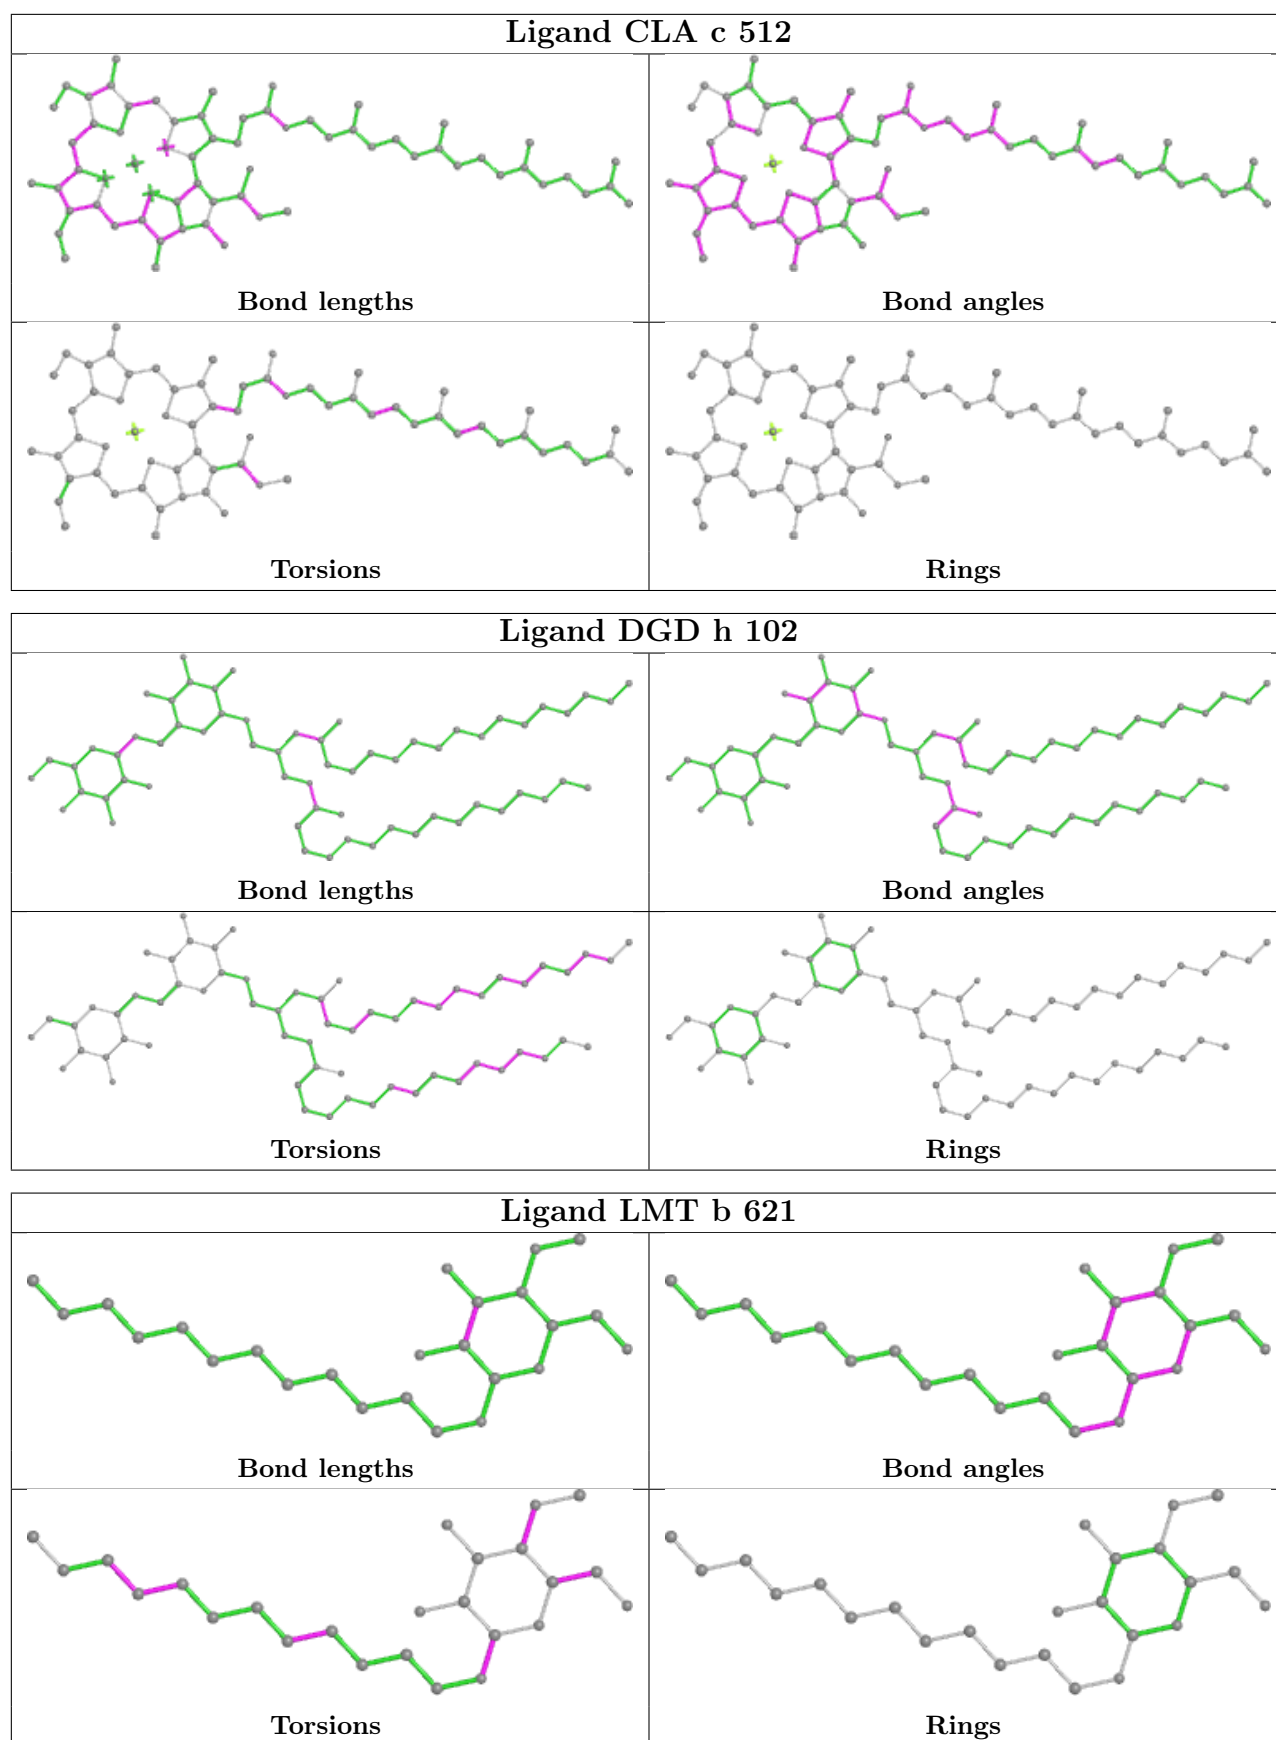 Ligand CLA c 512
Bond lengths
Bond angles
Torsions
Rings
Ligand DGD h 102
Bond lengths
Bond angles
Torsions
Rings
Ligand LMT b 621
Bond lengths
Bond angles
Torsions
Rings